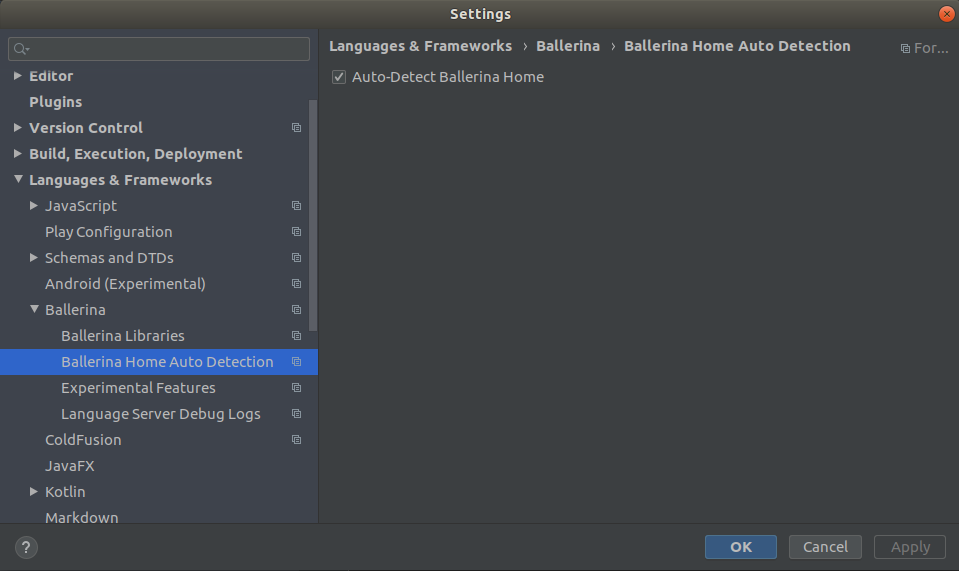 Settings
Editor
Plugins
Version Control
Build, Execution, Deployment
Languages & Frameworks
JavaScript
Play Configuration
Schemas and DTDs
Android (Experimental)
Ballerina
Ballerina Libraries
Ballerina Home Auto Detection
Experimental Features
Language Server Debug Logs
ColdFusion
JavaFX
Kotlin
Markdown
Languages & Frameworks › Ballerina › Ballerina Home Auto Detection
For...
Auto-Detect Ballerina Home
?
OK
Cancel
Apply